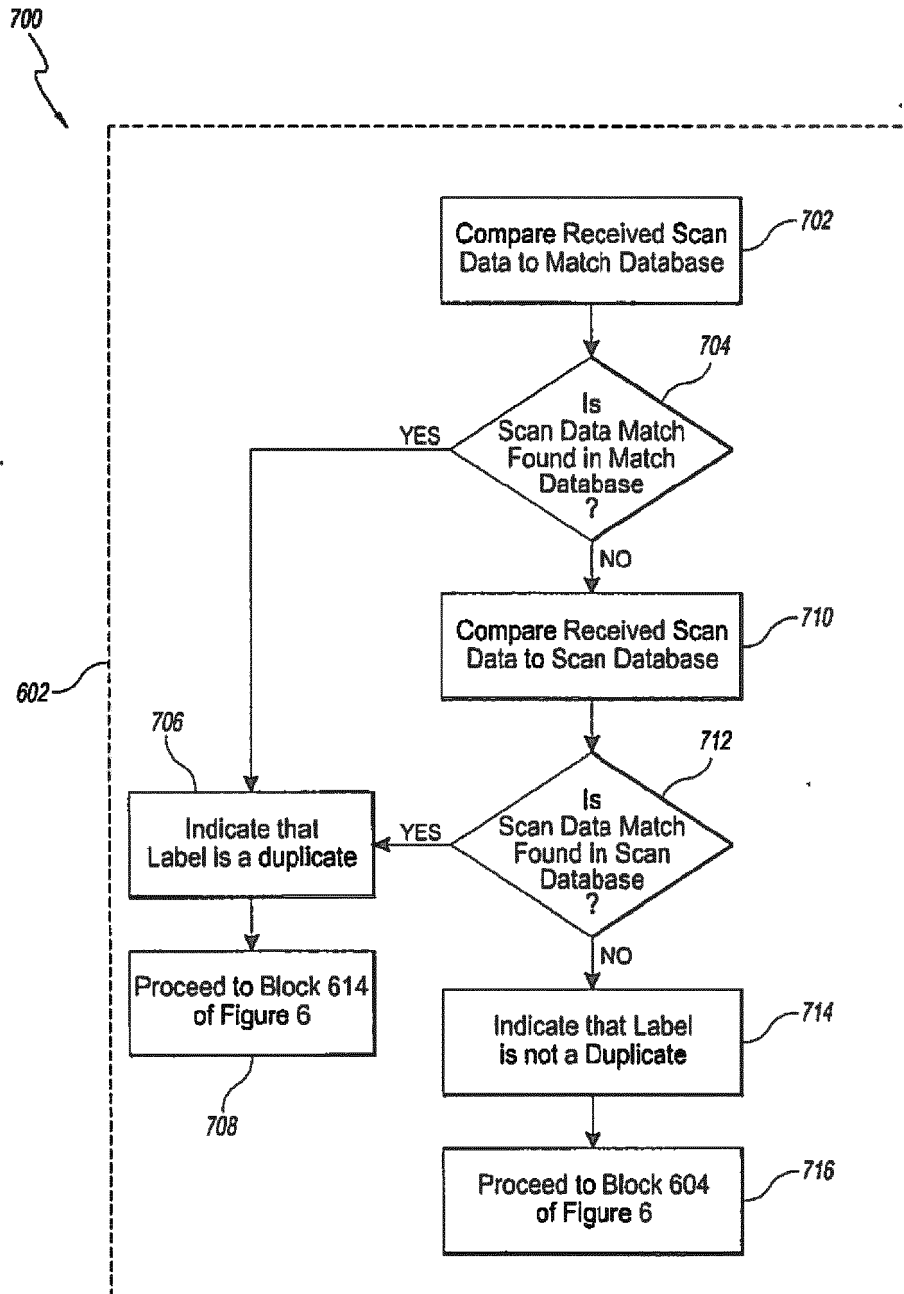 700
Compare Received Scan
Data to Match Database
702
704
Is
Scan Data Match
Found in Match
Database
?
YES
NO
Compare Received Scan
Data to Scan Database
710
602
706
712
Is
Scan Data Match
Found in Scan
Database
?
YES
Indicate that
Label is a duplicate
NO
Proceed to Block 614
of Figure 6
708
Indicate that Label
is not a Duplicate
714
Proceed to Block 604
of Figure 6
716